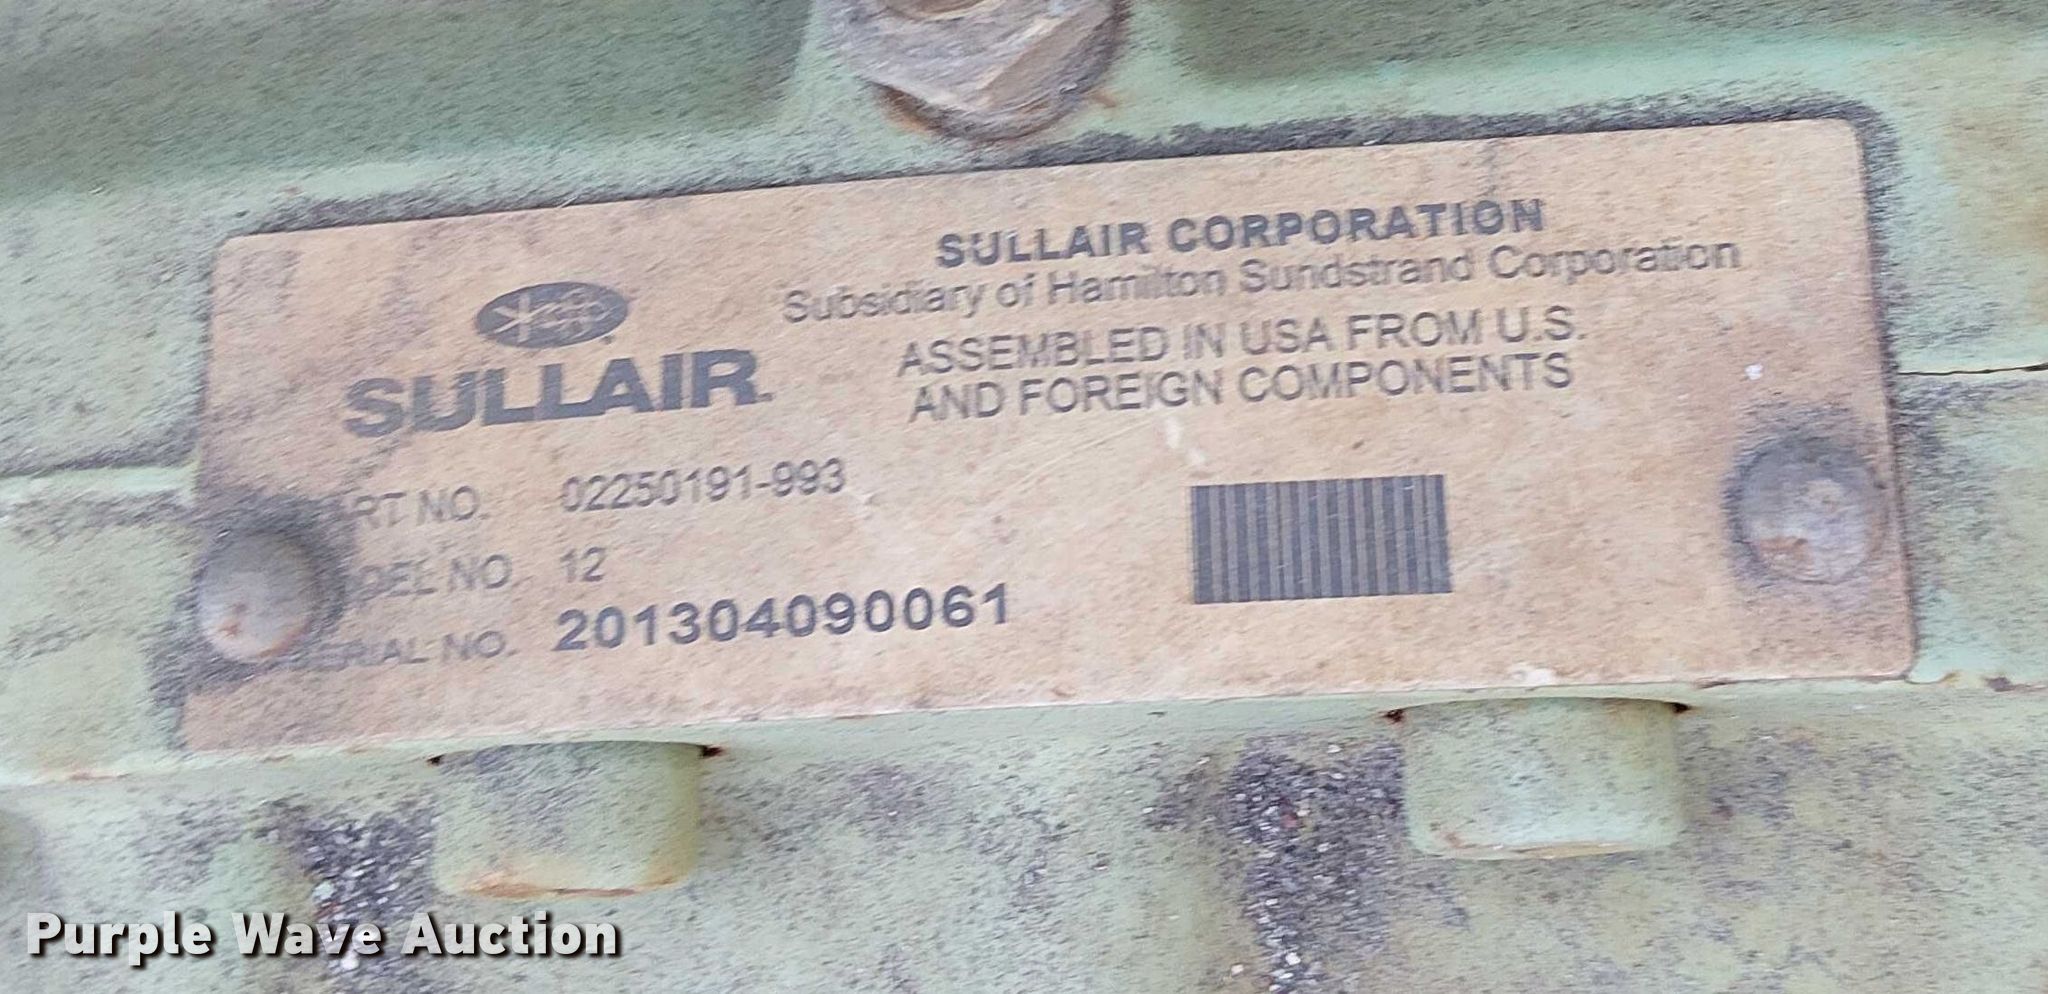 SULLAIR CORPORATION
Subsidiary of Hamilton Sundstrand Corporation
ASSEMBLED IN USA FROM U.S.
AND FOREIGN COMPONENTS
SULLAIR
RT NO. 02250191-993
DEL NO. 12
ERIAL NO. 201304090061
Purple Wave Auction